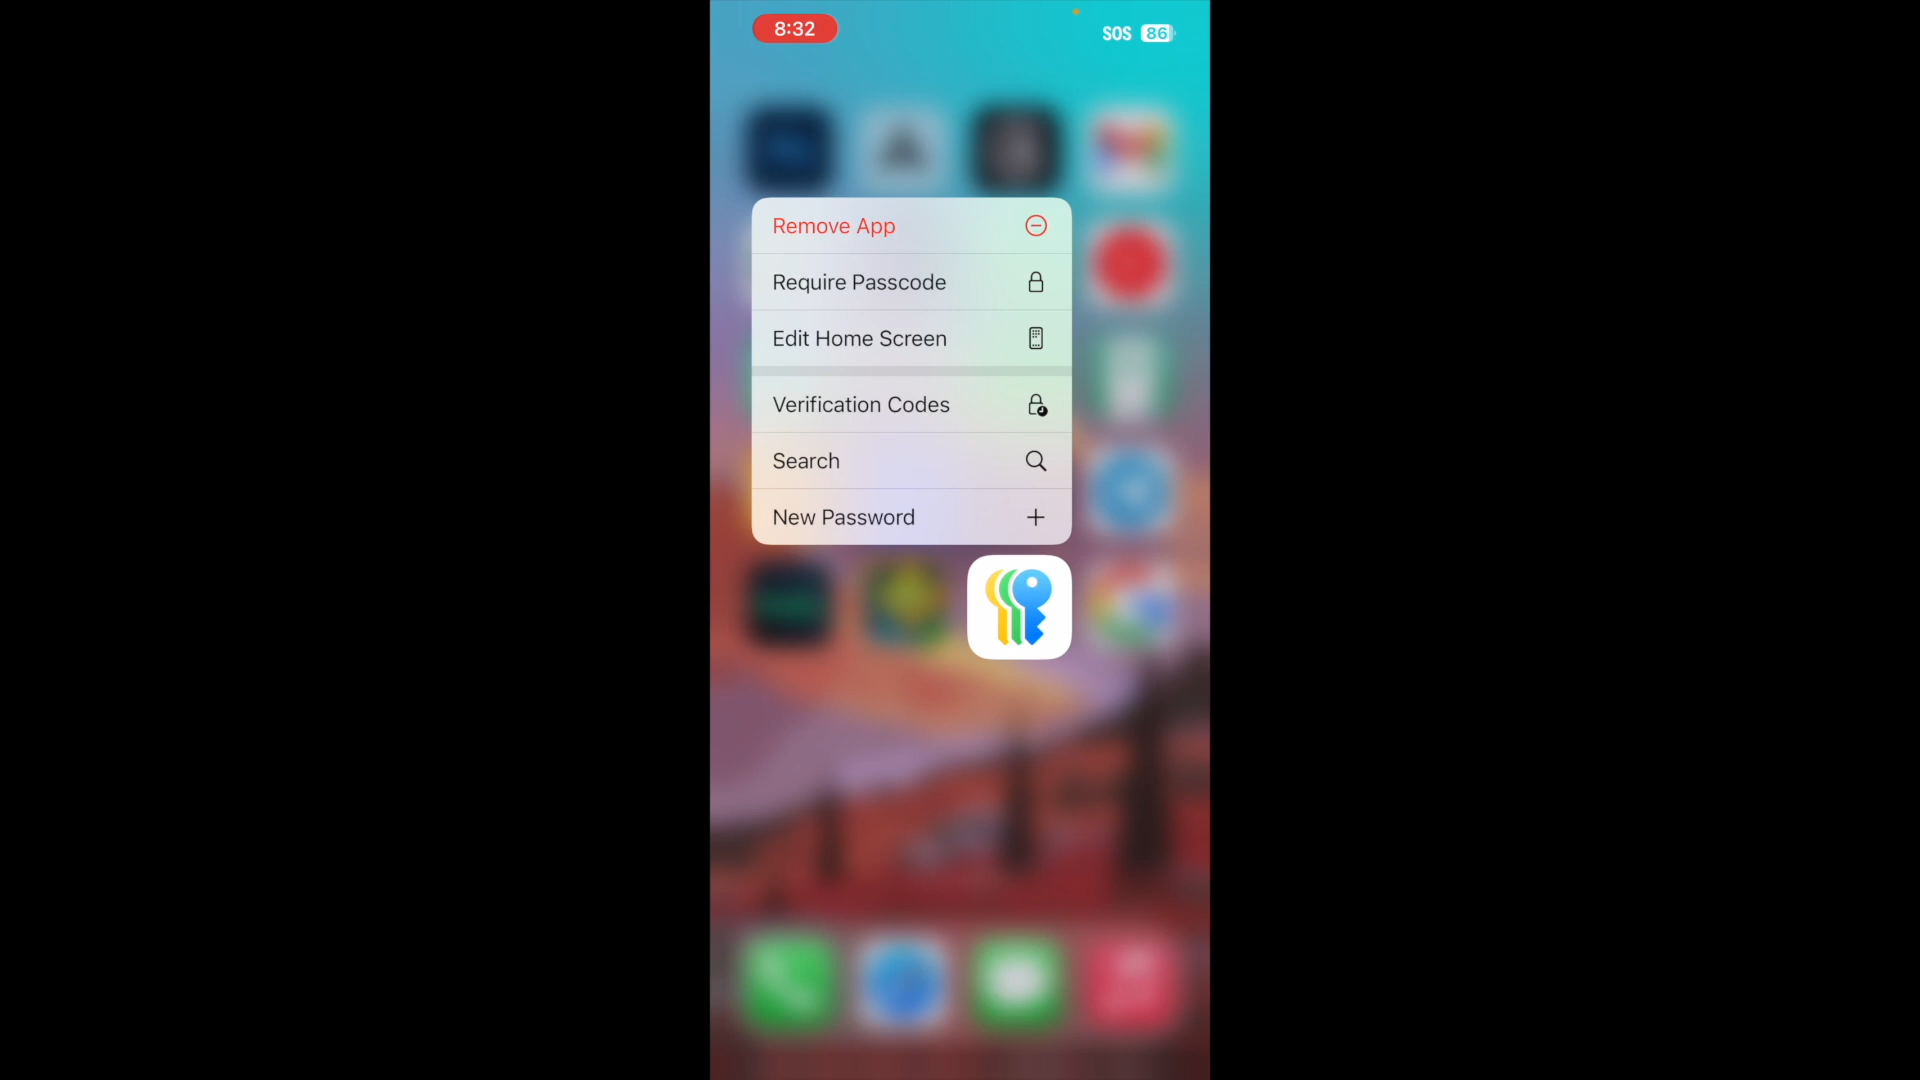 8:32
SOS 86
Remove App
Require Passcode
Edit Home Screen
Verification Codes
Search
New Password